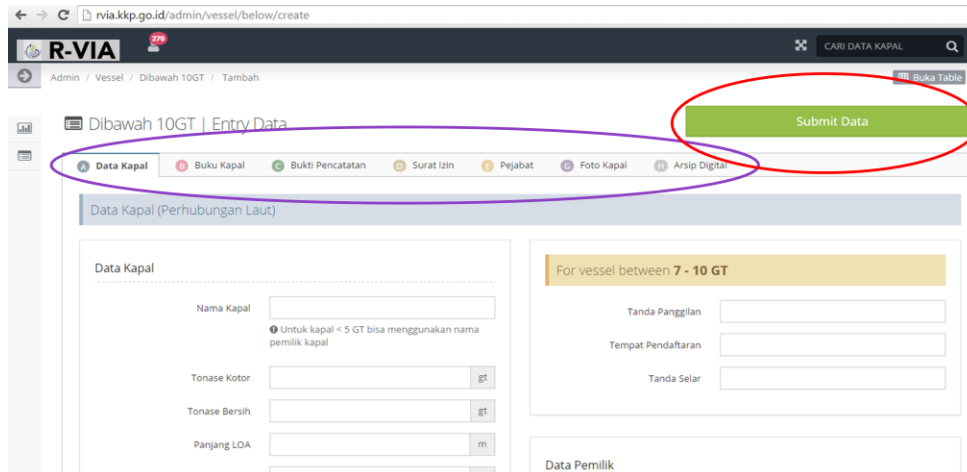 rvia.kkp.go.id/admin/vessel/below/create
R-VIA
270
CARI DATA KAPAL
Admin / Vessel / Dibawah 10GT / Tambah
Buka Table
Dibawah 10GT | Entry Data
Submit Data
A Data Kapal
B Buku Kapal
C Bukti Pencatatan
D Surat Izin
E Pejabat
G Foto Kapal
H Arsip Digital
Data Kapal (Perhubungan Laut)
Data Kapal
Nama Kapal
Untuk kapal < 5 GT bisa menggunakan nama
pemilik kapal
Tonase Kotor gt
Tonase Bersih gt
Panjang LOA m
For vessel between 7 - 10 GT
Tanda Panggilan
Tempat Pendaftaran
Tanda Selar
Data Pemilik